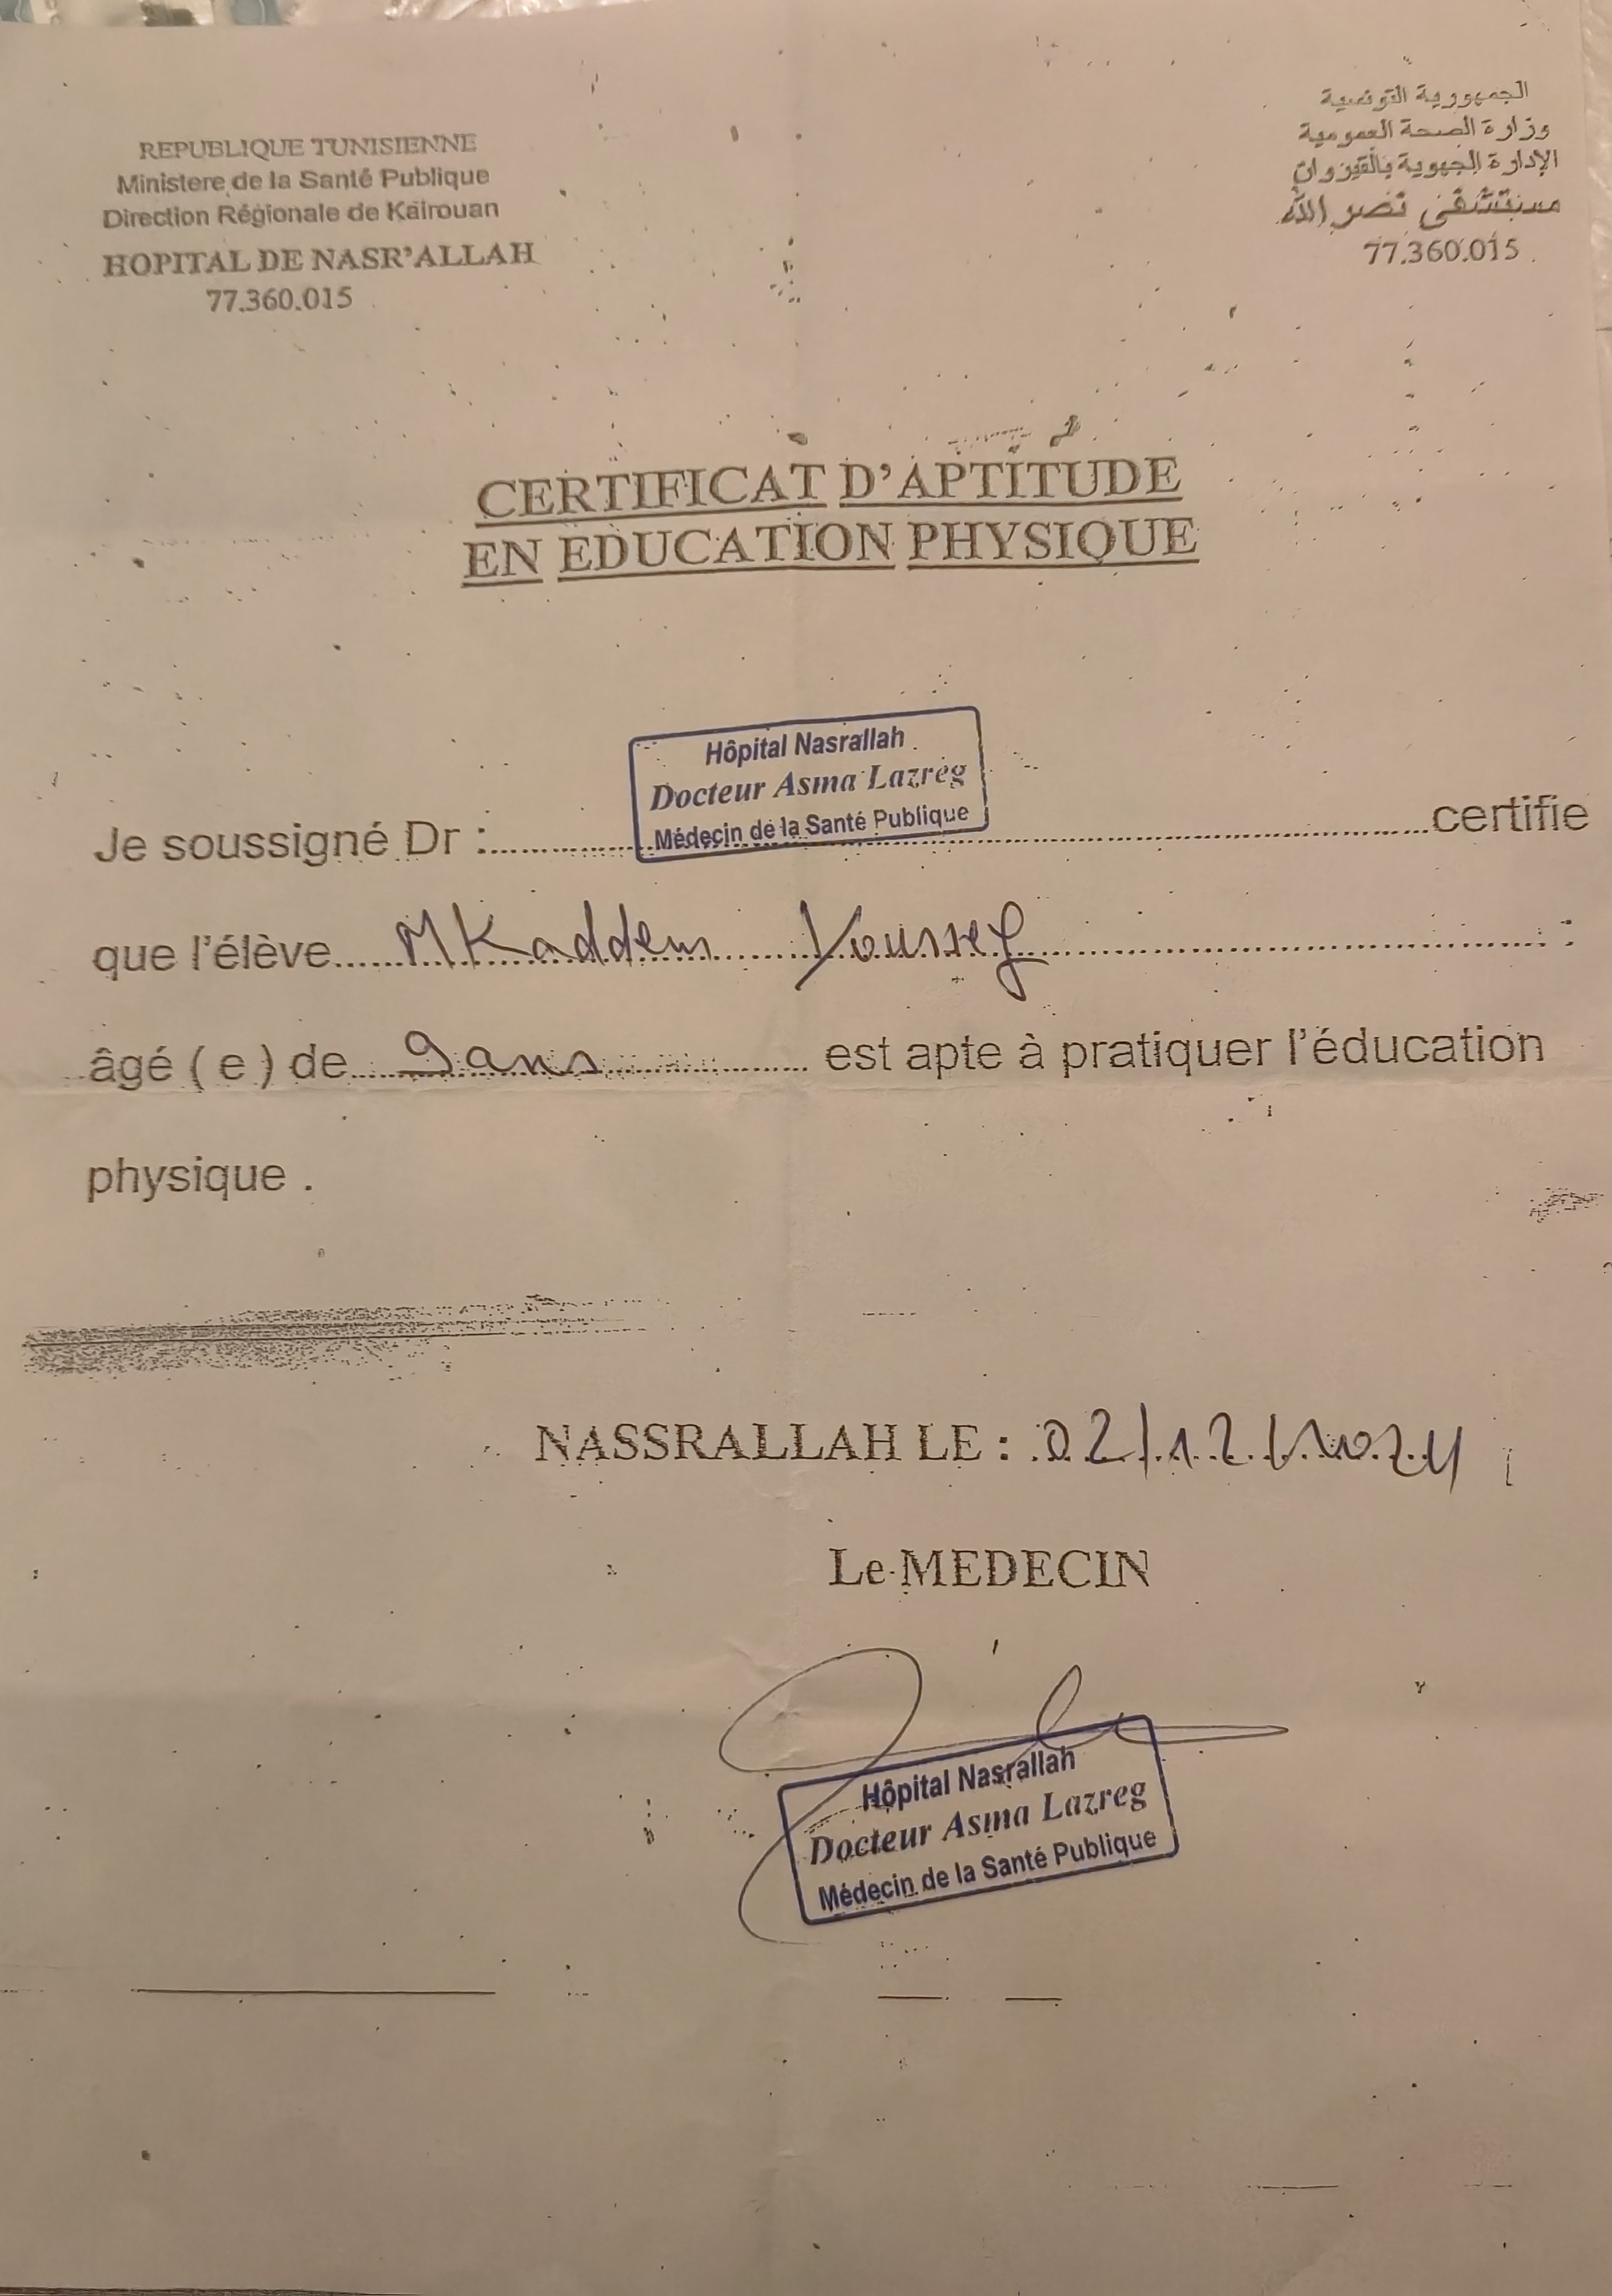 REPUBLIQUE TUNISIENNE
Ministere de la Santé Publique
Direction Régionale de Kairouan
HOPITAL DE NASR'ALLAH
77.360.015
الجمهورية التونسية
وزارة الصحة العمومية
الإدارة الجهوية بالقيروان
مستشفى نصر الله
77.360.015
CERTIFICAT D'APTITUDE
EN EDUCATION PHYSIQUE
Hôpital Nasrallah
Docteur Asma Lazreg
Médecin de la Santé Publique
Je soussigné Dr : certifie
que l'élève MKaddem Youssef
âgé ( e ) de 9 ans est apte à pratiquer l'éducation
physique .
NASSRALLAH LE : 02/12/2024
Le MEDECIN
Hôpital Nasrallah
Docteur Asma Lazreg
Médecin de la Santé Publique